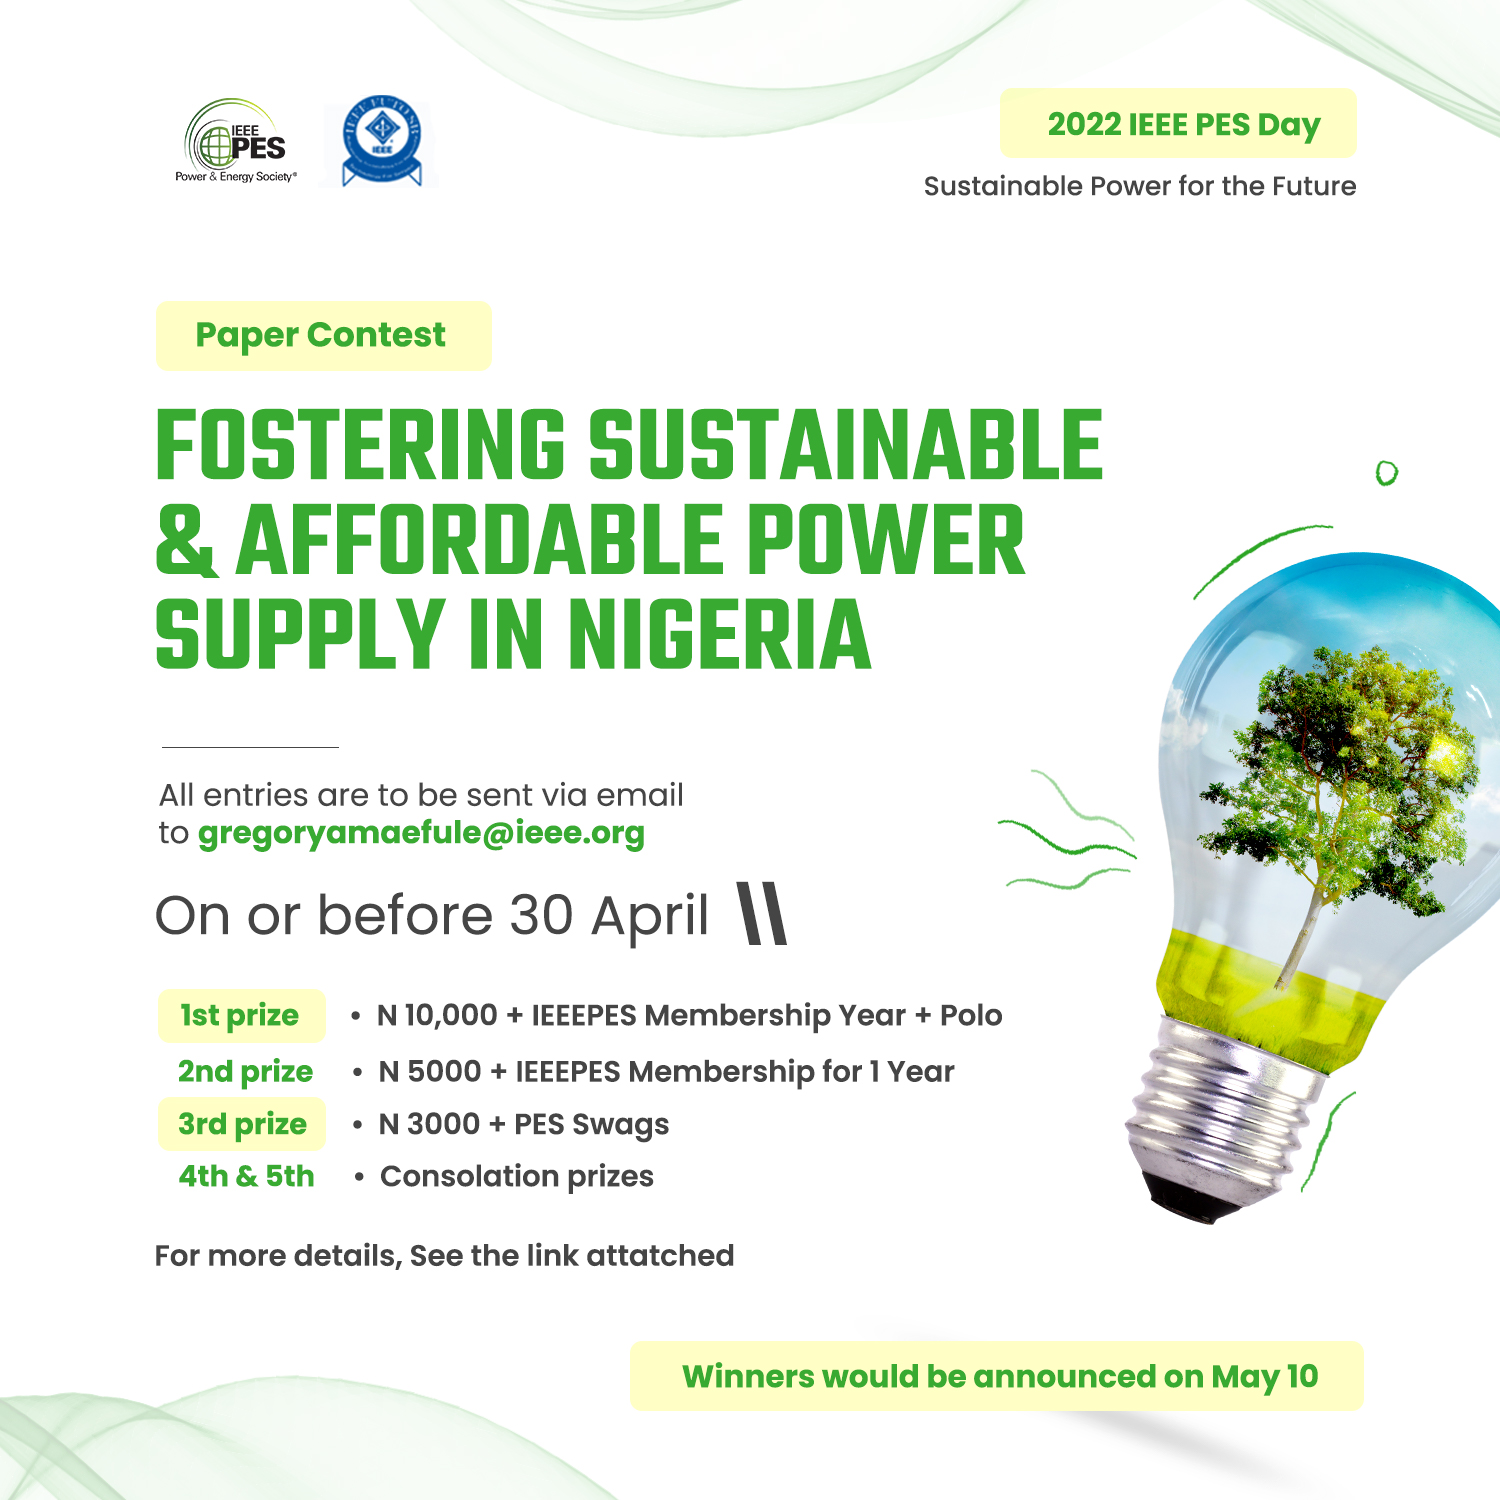 IEEE
PES
Power & Energy Society®
IEEE
2022 IEEE PES Day
Sustainable Power for the Future
Paper Contest
FOSTERING SUSTAINABLE
& AFFORDABLE POWER
SUPPLY IN NIGERIA
All entries are to be sent via email
to gregoryamaefule@ieee.org
On or before 30 April \\
1st prize • N 10,000 + IEEEPES Membership Year + Polo
2nd prize • N 5000 + IEEEPES Membership for 1 Year
3rd prize • N 3000 + PES Swags
4th & 5th • Consolation prizes
For more details, See the link attatched
Winners would be announced on May 10